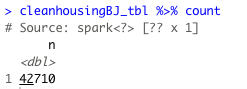 > cleanhousingBJ_tbl %>% count
# Source: spark<?> [?? x 1]
n
<dbl>
1 42710